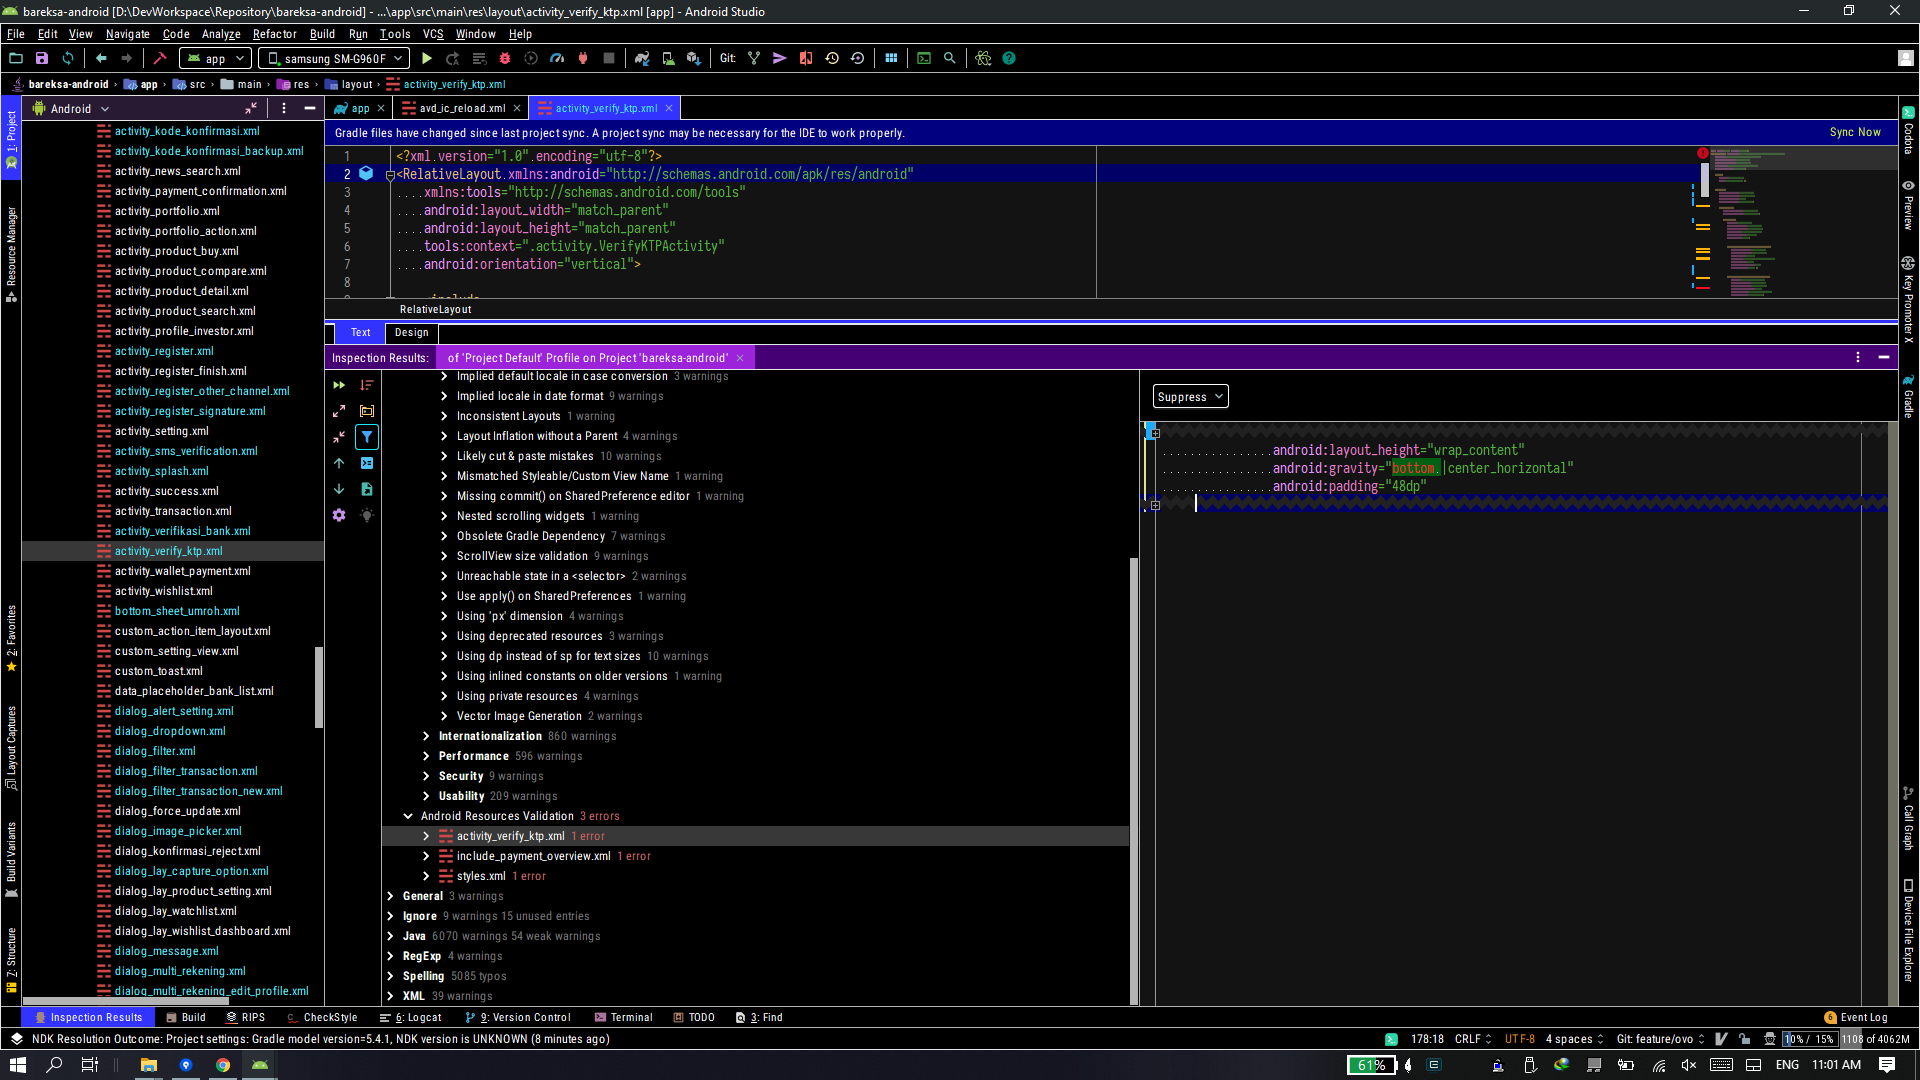 bareksa-android [D:\DevWorkspace\Repository\bareksa-android] - ...\app\src\main\res\layout\activity_verify_ktp.xml [app] - Android Studio
File Edit View Navigate Code Analyze Refactor Build Run Tools VCS Window Help
app samsung SM-G960F Git:
bareksa-android app src main res layout activity_verify_ktp.xml
Android
app avd_ic_reload.xml activity_verify_ktp.xml
Gradle files have changed since last project sync. A project sync may be necessary for the IDE to work properly. Sync Now
1 <?xml.version="1.0".encoding="utf-8"?>
2 <RelativeLayout.xmlns:android="http://schemas.android.com/apk/res/android"
3 ....xmlns:tools="http://schemas.android.com/tools"
4 ....android:layout_width="match_parent"
5 ....android:layout_height="match_parent"
6 ....tools:context=".activity.VerifyKTPActivity"
7 ....android:orientation="vertical">
8
RelativeLayout
Text Design
Inspection Results: of 'Project Default' Profile on Project 'bareksa-android'
activity_kode_konfirmasi.xml
activity_kode_konfirmasi_backup.xml
activity_news_search.xml
activity_payment_confirmation.xml
activity_portfolio.xml
activity_portfolio_action.xml
activity_product_buy.xml
activity_product_compare.xml
activity_product_detail.xml
activity_product_search.xml
activity_profile_investor.xml
activity_register.xml
activity_register_finish.xml
activity_register_other_channel.xml
activity_register_signature.xml
activity_setting.xml
activity_sms_verification.xml
activity_splash.xml
activity_success.xml
activity_transaction.xml
activity_verifikasi_bank.xml
activity_verify_ktp.xml
activity_wallet_payment.xml
activity_wishlist.xml
bottom_sheet_umroh.xml
custom_action_item_layout.xml
custom_setting_view.xml
custom_toast.xml
data_placeholder_bank_list.xml
dialog_alert_setting.xml
dialog_dropdown.xml
dialog_filter.xml
dialog_filter_transaction.xml
dialog_filter_transaction_new.xml
dialog_force_update.xml
dialog_image_picker.xml
dialog_konfirmasi_reject.xml
dialog_lay_capture_option.xml
dialog_lay_product_setting.xml
dialog_lay_watchlist.xml
dialog_lay_wishlist_dashboard.xml
dialog_message.xml
dialog_multi_rekening.xml
dialog_multi_rekening_edit_profile.xml
Implied default locale in case conversion 3 warnings
Implied locale in date format 9 warnings
Inconsistent Layouts 1 warning
Layout Inflation without a Parent 4 warnings
Likely cut & paste mistakes 10 warnings
Mismatched Styleable/Custom View Name 1 warning
Missing commit() on SharedPreference editor 1 warning
Nested scrolling widgets 1 warning
Obsolete Gradle Dependency 7 warnings
ScrollView size validation 9 warnings
Unreachable state in a <selector> 2 warnings
Use apply() on SharedPreferences 1 warning
Using 'px' dimension 4 warnings
Using deprecated resources 3 warnings
Using dp instead of sp for text sizes 10 warnings
Using inlined constants on older versions 1 warning
Using private resources 4 warnings
Vector Image Generation 2 warnings
Internationalization 860 warnings
Performance 596 warnings
Security 9 warnings
Usability 209 warnings
Android Resources Validation 3 errors
activity_verify_ktp.xml 1 error
include_payment_overview.xml 1 error
styles.xml 1 error
General 3 warnings
Ignore 9 warnings 15 unused entries
Java 6070 warnings 54 weak warnings
RegExp 4 warnings
Spelling 5085 typos
XML 39 warnings
Suppress
................android:layout_height="wrap_content"
................android:gravity="bottom.|center_horizontal"
................android:padding="48dp"
1: Project
Resource Manager
2: Favorites
Layout Captures
Build Variants
7: Structure
Codota
Preview
Key Promoter X
Gradle
Call Graph
Device File Explorer
Inspection Results Build RIPS CheckStyle 6: Logcat 9: Version Control Terminal TODO 3: Find 6 Event Log
NDK Resolution Outcome: Project settings: Gradle model version=5.4.1, NDK version is UNKNOWN (8 minutes ago) 178:18 CRLF UTF-8 4 spaces Git: feature/ovo 10% / 15% 1108 of 4062M
61% ENG 11:01 AM